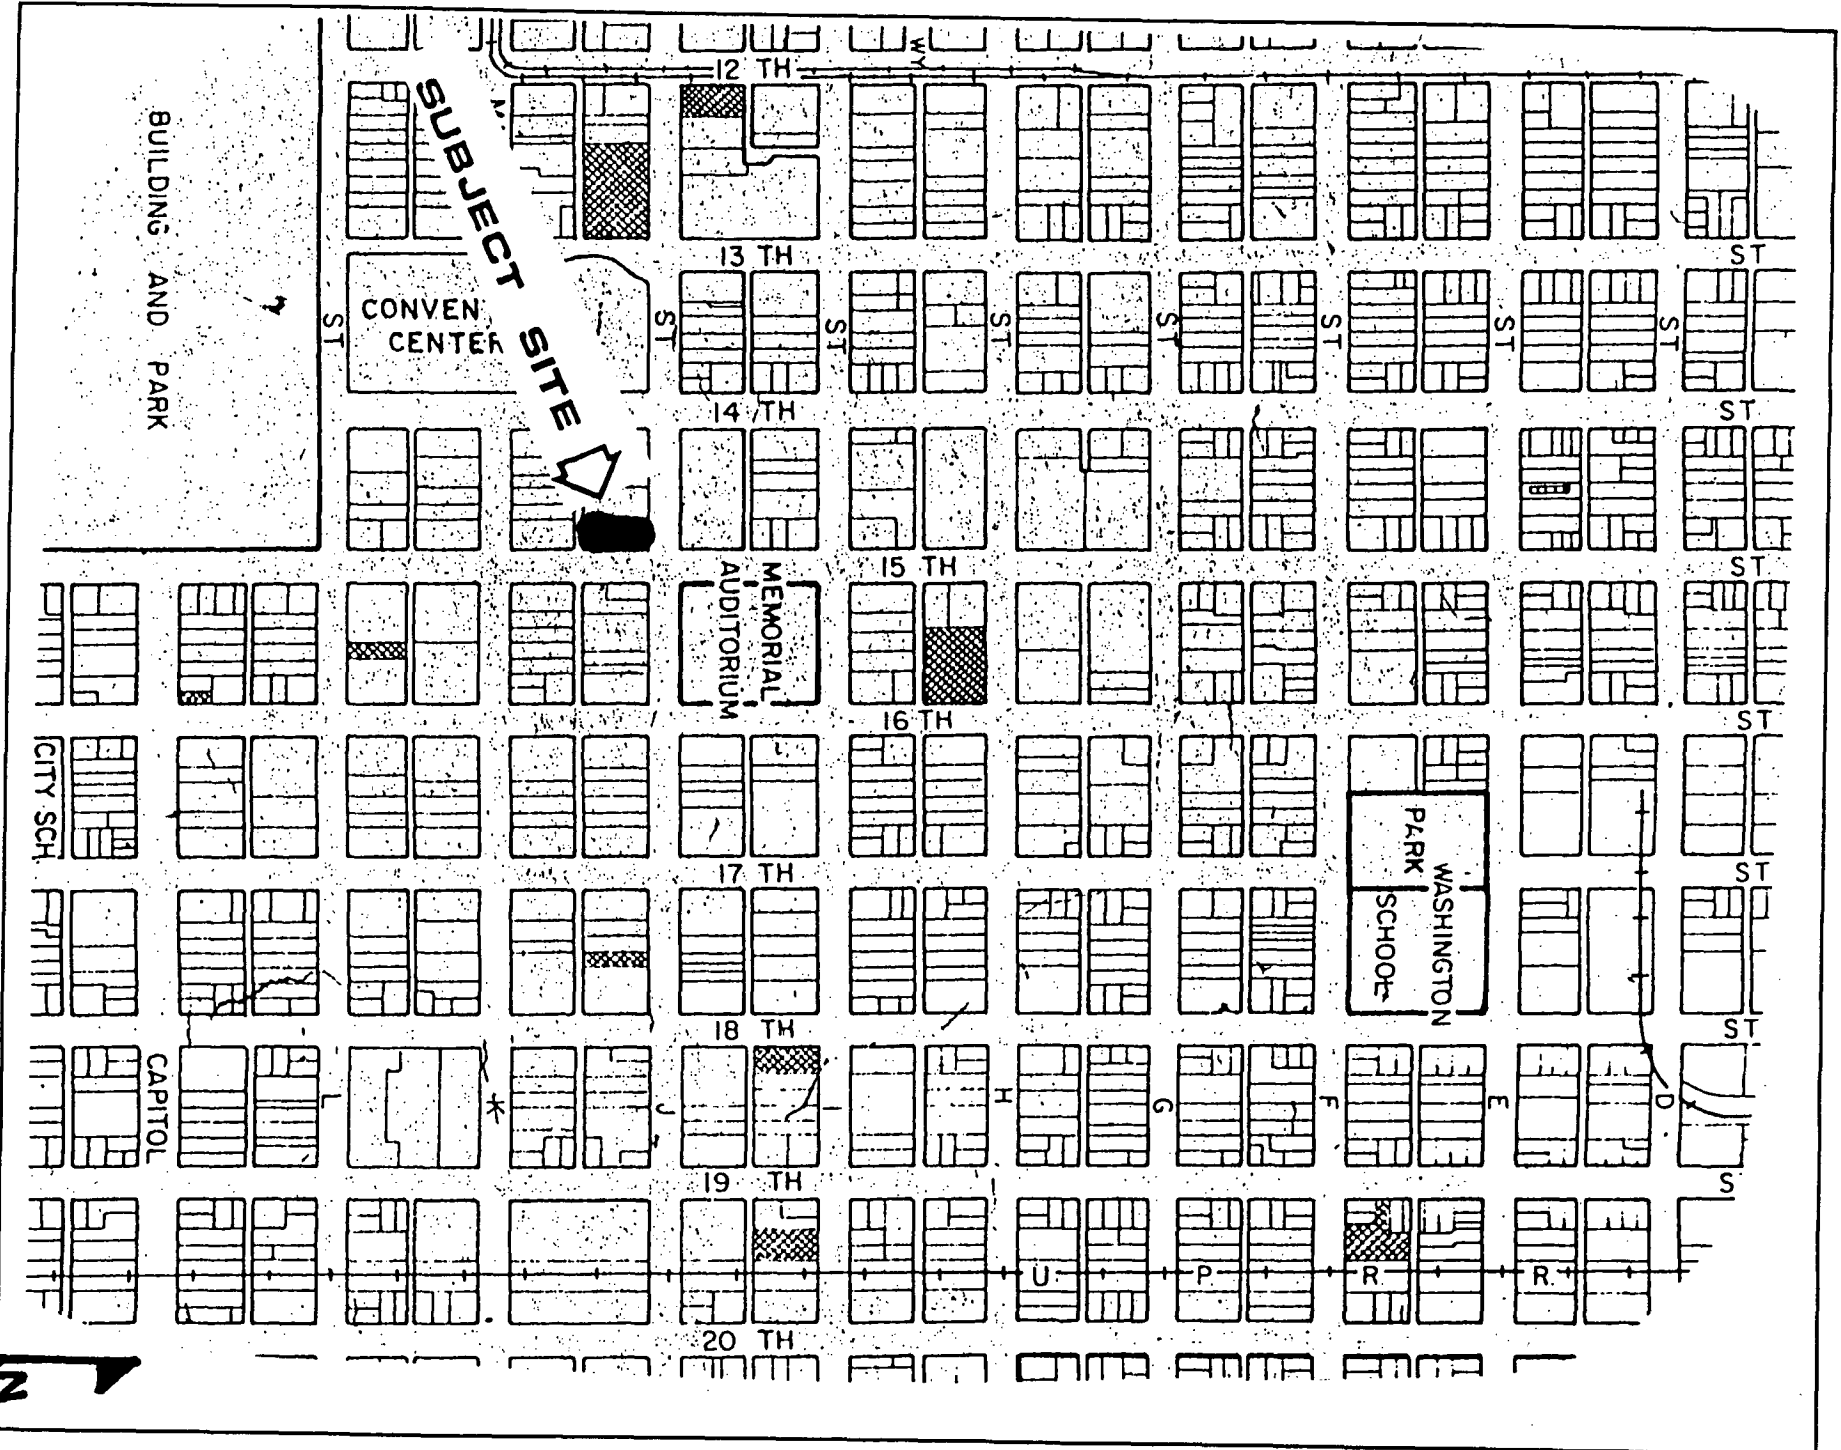 WY
12 TH
M
BUILDING AND PARK
SUBJECT SITE
13 TH
ST
CONVEN
CENTER
ST
ST
ST
ST
ST
ST
ST
ST
14 TH
ST
15 TH
ST
MEMORIAL
AUDITORIUM
16 TH
ST
CITY SCH
PARK
WASHINGTON
SCHOOL
17 TH
ST
18 TH
ST
CAPITOL
L
K
J
I
H
G
F
E
D
19 TH
S
U P R R
20 TH
N